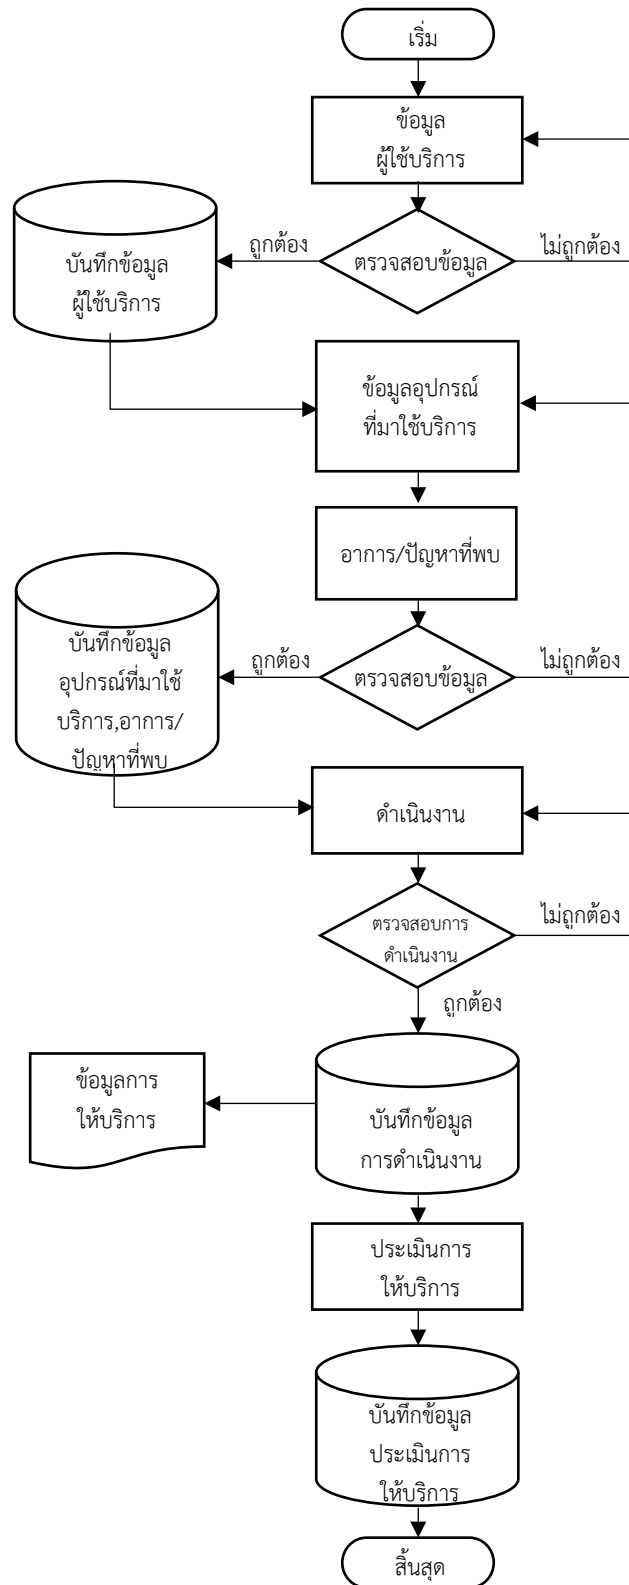 เริ่ม
ข้อมูล
ผู้ใช้บริการ
ถูกต้อง
ตรวจสอบข้อมูล
ไม่ถูกต้อง
บันทึกข้อมูล
ผู้ใช้บริการ
ข้อมูลอุปกรณ์
ที่มาใช้บริการ
อาการ/ปัญหาที่พบ
บันทึกข้อมูล
อุปกรณ์ที่มาใช้
บริการ,อาการ/
ปัญหาที่พบ
ถูกต้อง
ตรวจสอบข้อมูล
ไม่ถูกต้อง
ดำเนินงาน
ตรวจสอบการ
ดำเนินงาน
ไม่ถูกต้อง
ถูกต้อง
ข้อมูลการ
ให้บริการ
บันทึกข้อมูล
การดำเนินงาน
ประเมินการ
ให้บริการ
บันทึกข้อมูล
ประเมินการ
ให้บริการ
สิ้นสุด